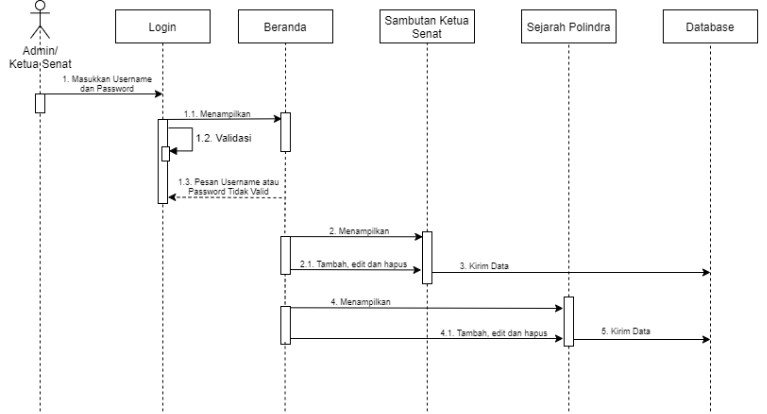 Login
Beranda
Sambutan Ketua
Senat
Sejarah Polindra
Database
Admin/
Ketua Senat
1. Masukkan Username
dan Password
1.1. Menampilkan
1.2. Validasi
1.3. Pesan Username atau
Password Tidak Valid
2. Menampilkan
2.1. Tambah, edit dan hapus
3. Kirim Data
4. Menampilkan
4.1. Tambah, edit dan hapus
5. Kirim Data